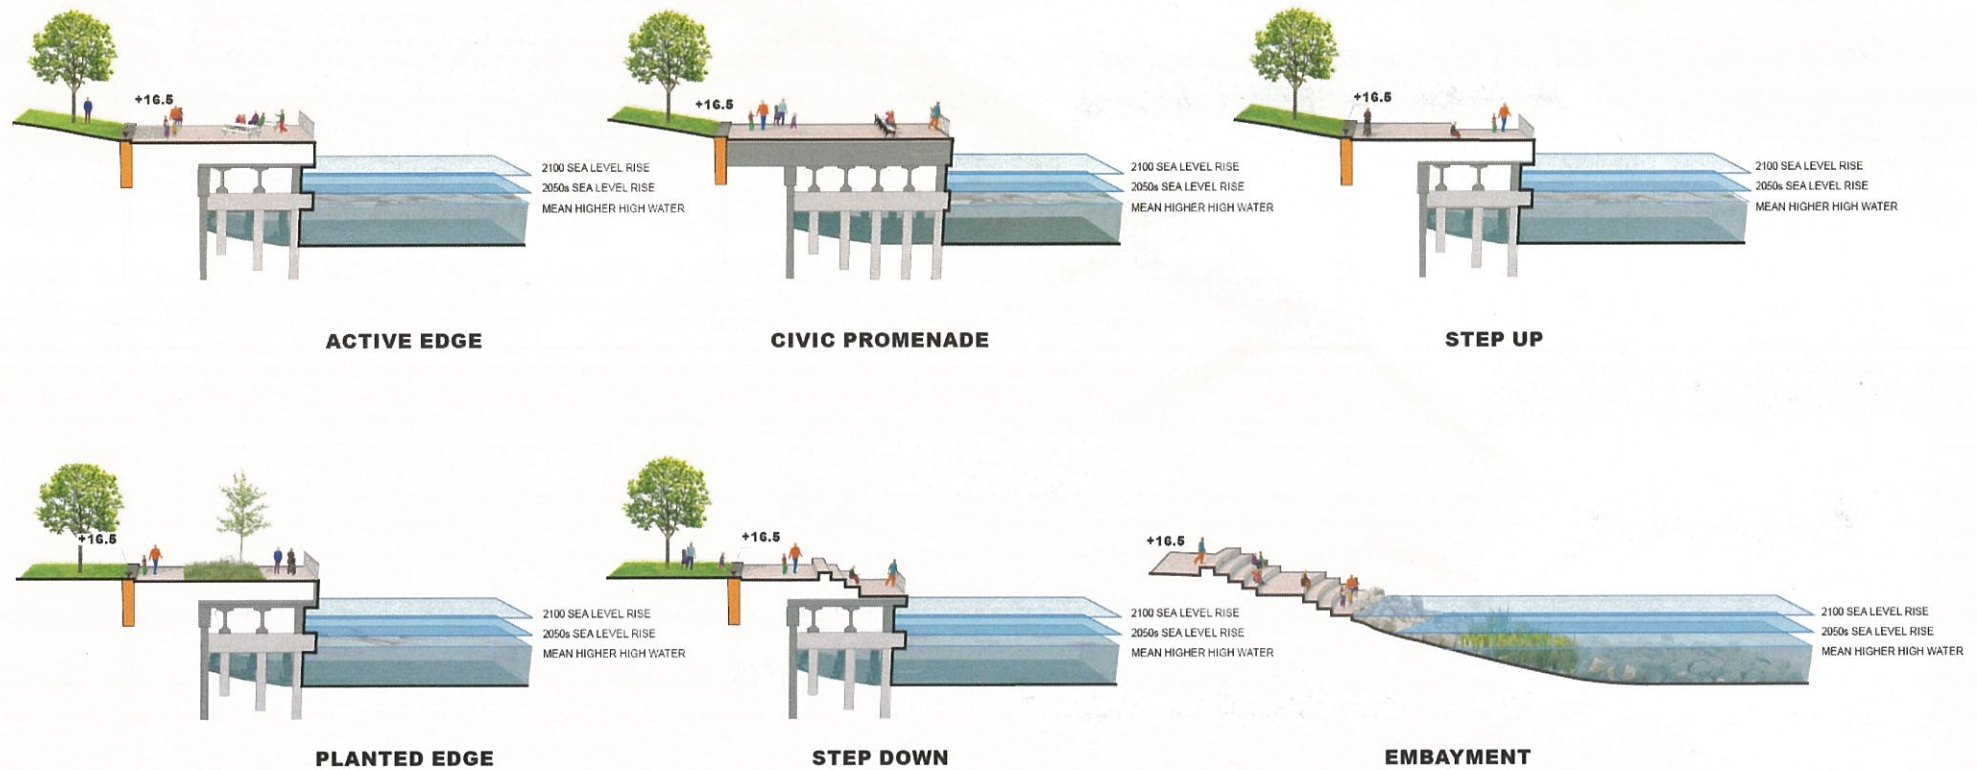 +16.5
2100 SEA LEVEL RISE
2050s SEA LEVEL RISE
MEAN HIGHER HIGH WATER
ACTIVE EDGE
+16.5
2100 SEA LEVEL RISE
2050s SEA LEVEL RISE
MEAN HIGHER HIGH WATER
CIVIC PROMENADE
+16.5
2100 SEA LEVEL RISE
2050s SEA LEVEL RISE
MEAN HIGHER HIGH WATER
STEP UP
+16.5
2100 SEA LEVEL RISE
2050s SEA LEVEL RISE
MEAN HIGHER HIGH WATER
PLANTED EDGE
+16.5
2100 SEA LEVEL RISE
2050s SEA LEVEL RISE
MEAN HIGHER HIGH WATER
STEP DOWN
+16.5
2100 SEA LEVEL RISE
2050s SEA LEVEL RISE
MEAN HIGHER HIGH WATER
EMBAYMENT